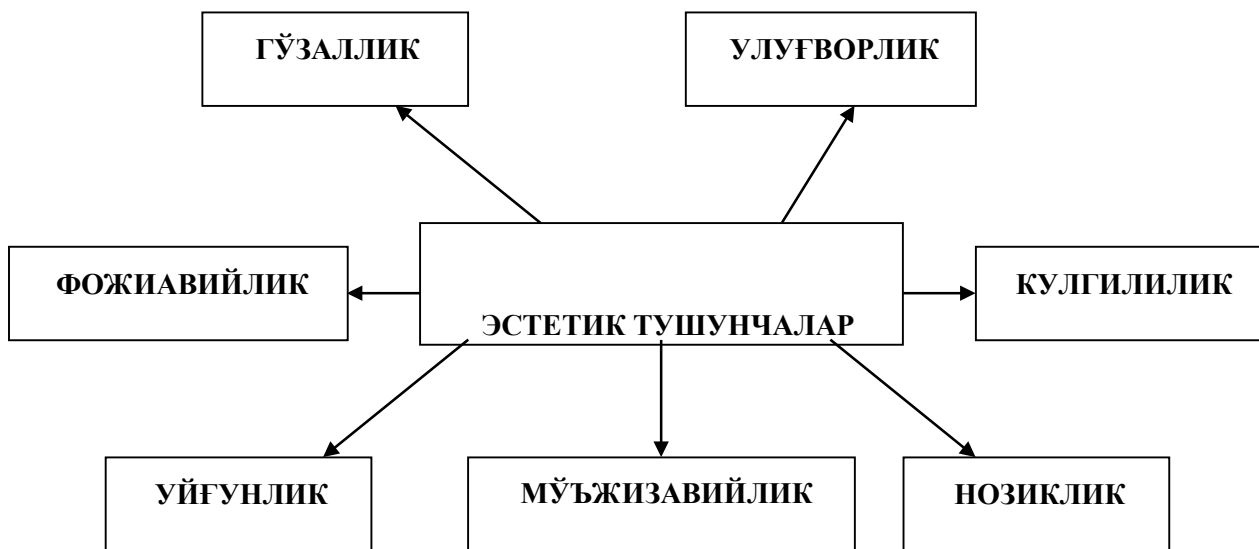 ГЎЗАЛЛИК
УЛУҒВОРЛИК
ФОЖИАВИЙЛИК
КУЛГИЛИЛИК
ЭСТЕТИК ТУШУНЧАЛАР
УЙҒУНЛИК
МЎЪЖИЗАВИЙЛИК
НОЗИКЛИК